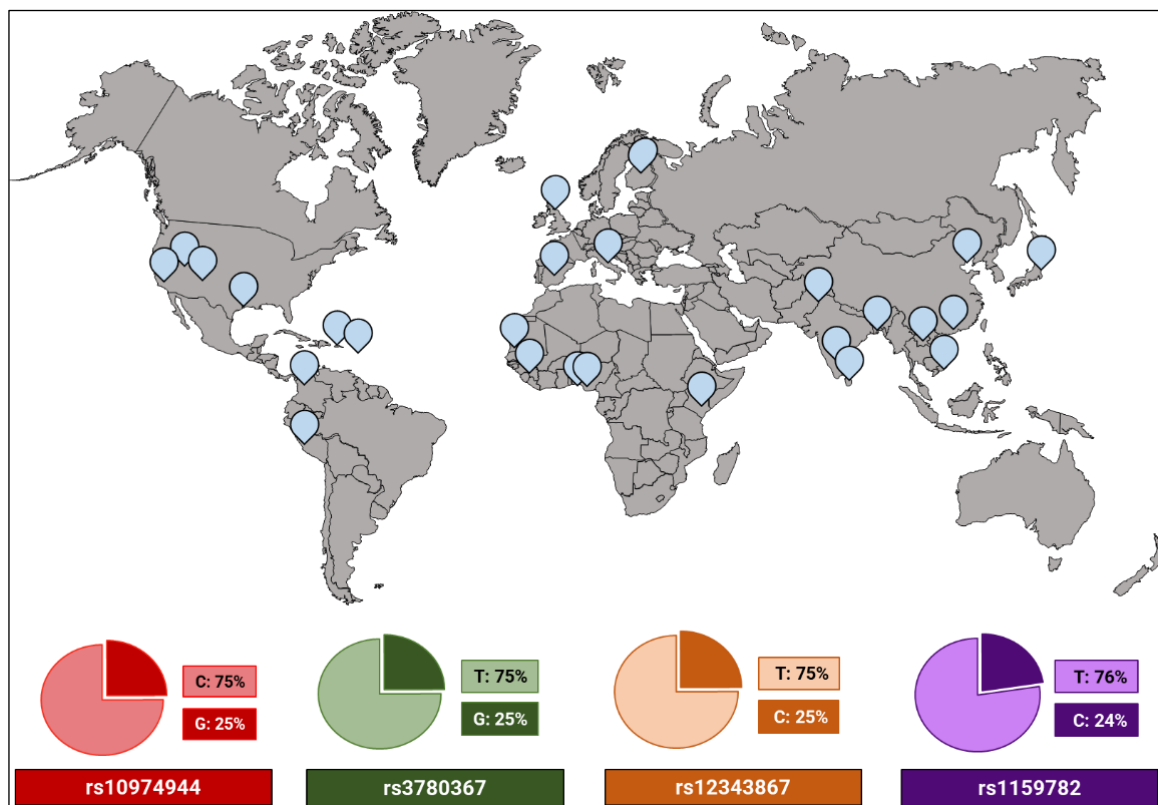 C: 75%
G: 25%
rs10974944
T: 75%
G: 25%
rs3780367
T: 75%
C: 25%
rs12343867
T: 76%
C: 24%
rs1159782